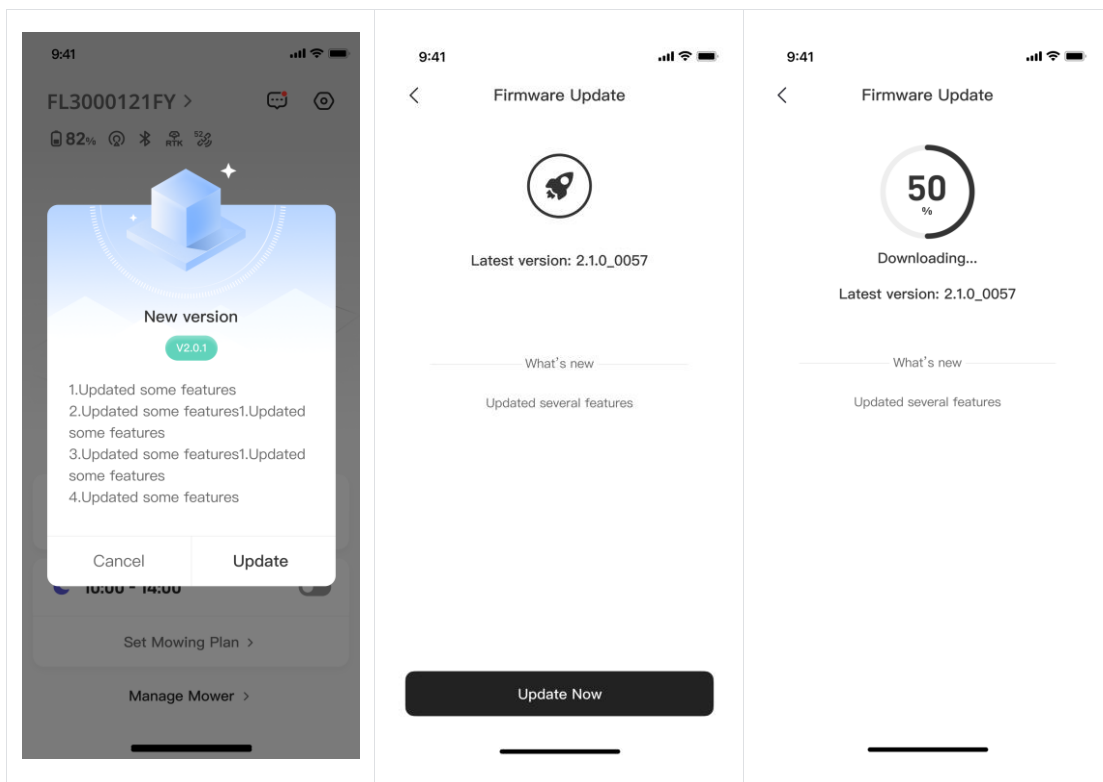 9:41
FL3000121FY >
82%
RTK
52
New version
V2.0.1
1.Updated some features
2.Updated some features1.Updated
some features
3.Updated some features1.Updated
some features
4.Updated some features
Cancel
Update
10:00 - 14:00
Set Mowing Plan >
Manage Mower >
9:41
Firmware Update
Latest version: 2.1.0_0057
What's new
Updated several features
Update Now
9:41
Firmware Update
50
%
Downloading...
Latest version: 2.1.0_0057
What's new
Updated several features